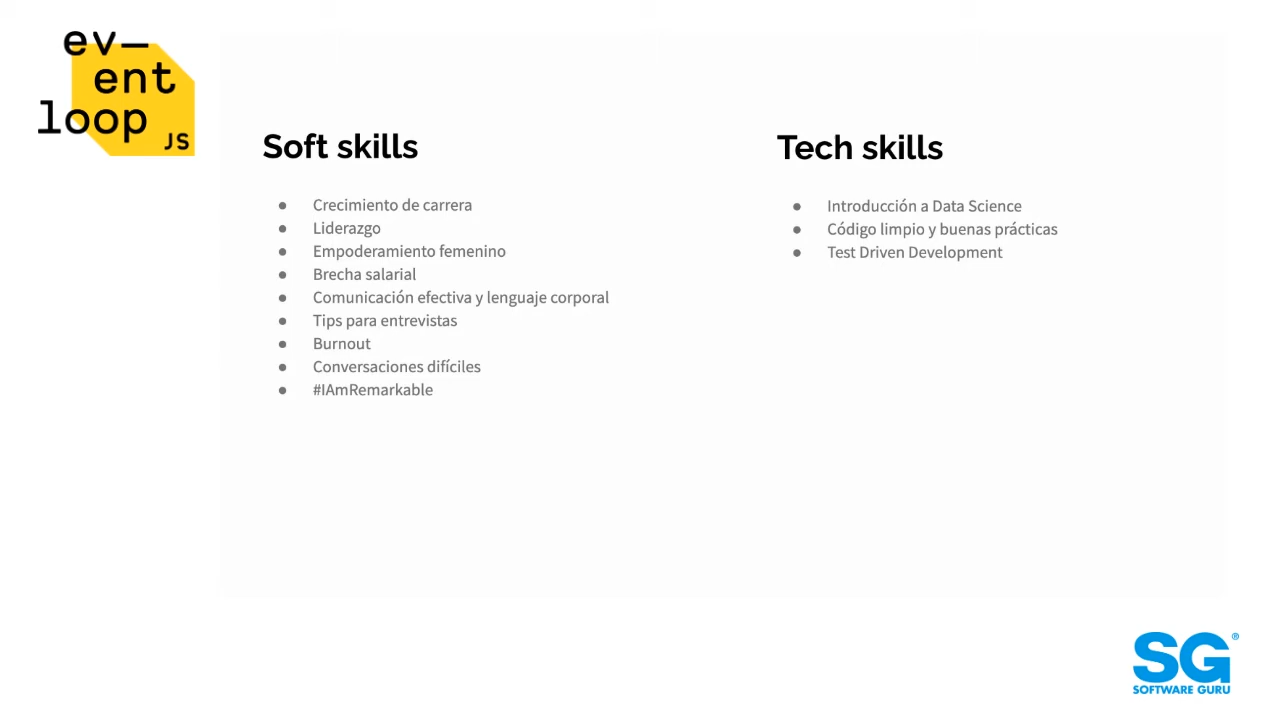 ev—
ent
loop
JS
Soft skills
● Crecimiento de carrera
● Liderazgo
● Empoderamiento femenino
● Brecha salarial
● Comunicación efectiva y lenguaje corporal
● Tips para entrevistas
● Burnout
● Conversaciones difíciles
● #IAmRemarkable
Tech skills
● Introducción a Data Science
● Código limpio y buenas prácticas
● Test Driven Development
SG®
SOFTWARE GURU